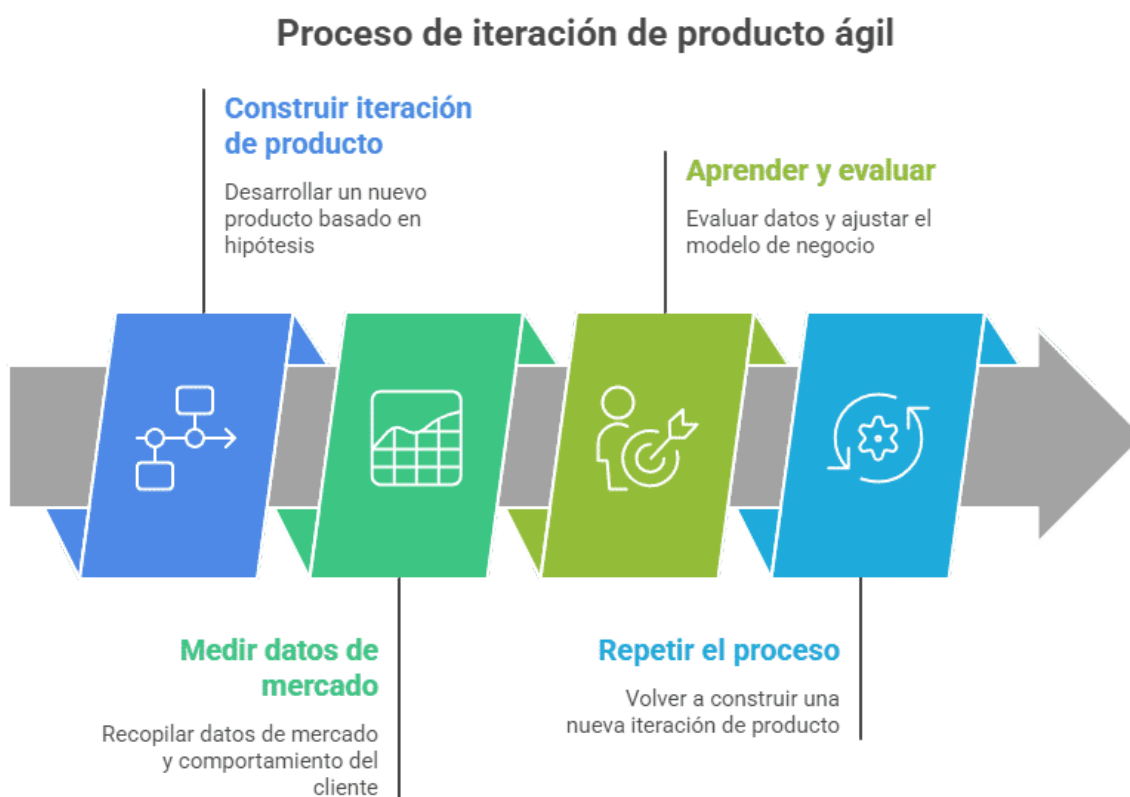 Proceso de iteración de producto ágil
Construir iteración
de producto
Desarrollar un nuevo
producto basado en
hipótesis
Medir datos de
mercado
Recopilar datos de mercado
y comportamiento del
cliente
Aprender y evaluar
Evaluar datos y ajustar el
modelo de negocio
Repetir el proceso
Volver a construir una
nueva iteración de producto